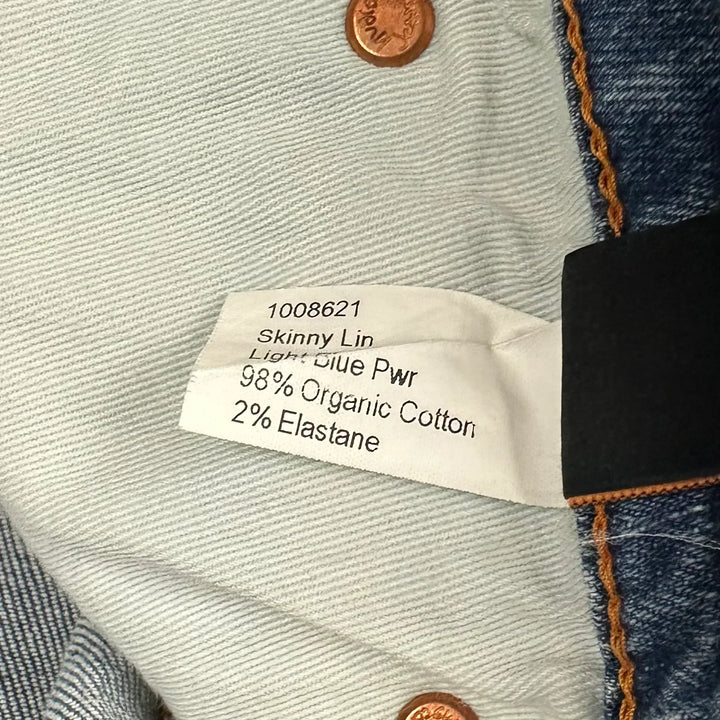 1008621
Skinny Lin
Light Blue Pwr
98% Organic Cotton
2% Elastane